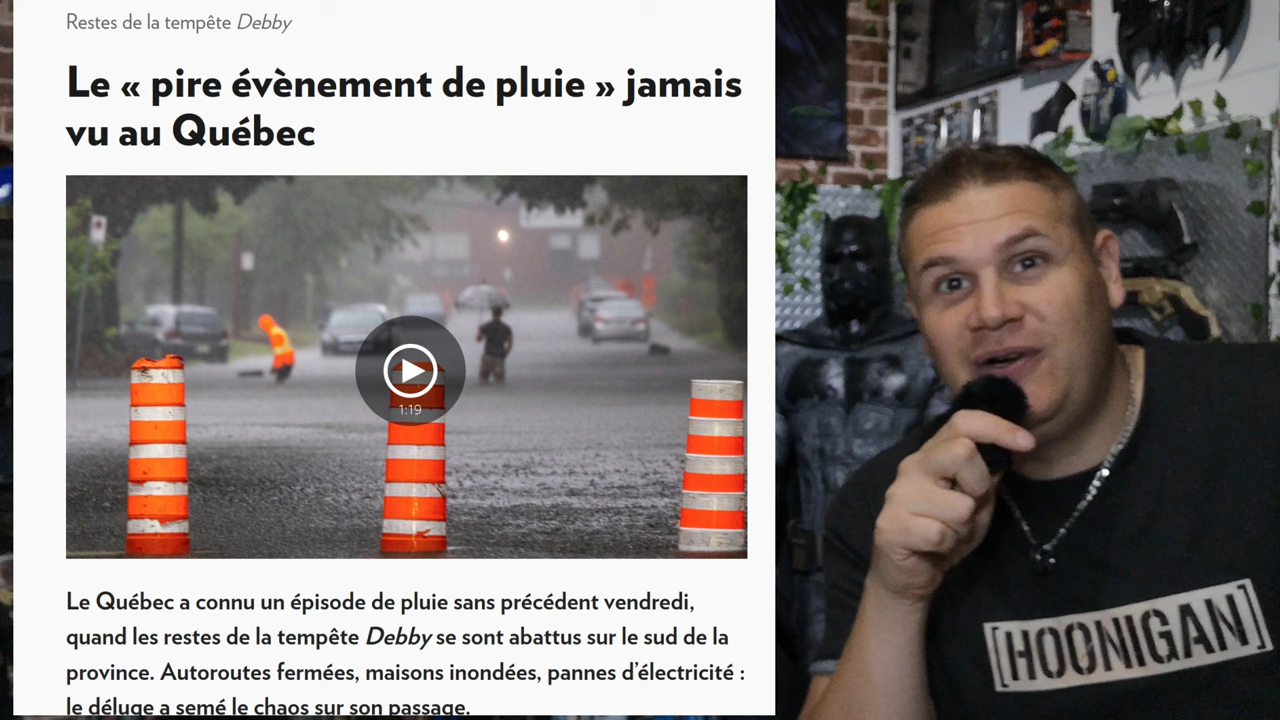 Restes de la tempête Debby
Le « pire évènement de pluie » jamais
vu au Québec
1:19
Le Québec a connu un épisode de pluie sans précédent vendredi,
quand les restes de la tempête Debby se sont abattus sur le sud de la
province. Autoroutes fermées, maisons inondées, pannes d’électricité :
le déluge a semé le chaos sur son passage.
[HOONIGAN]